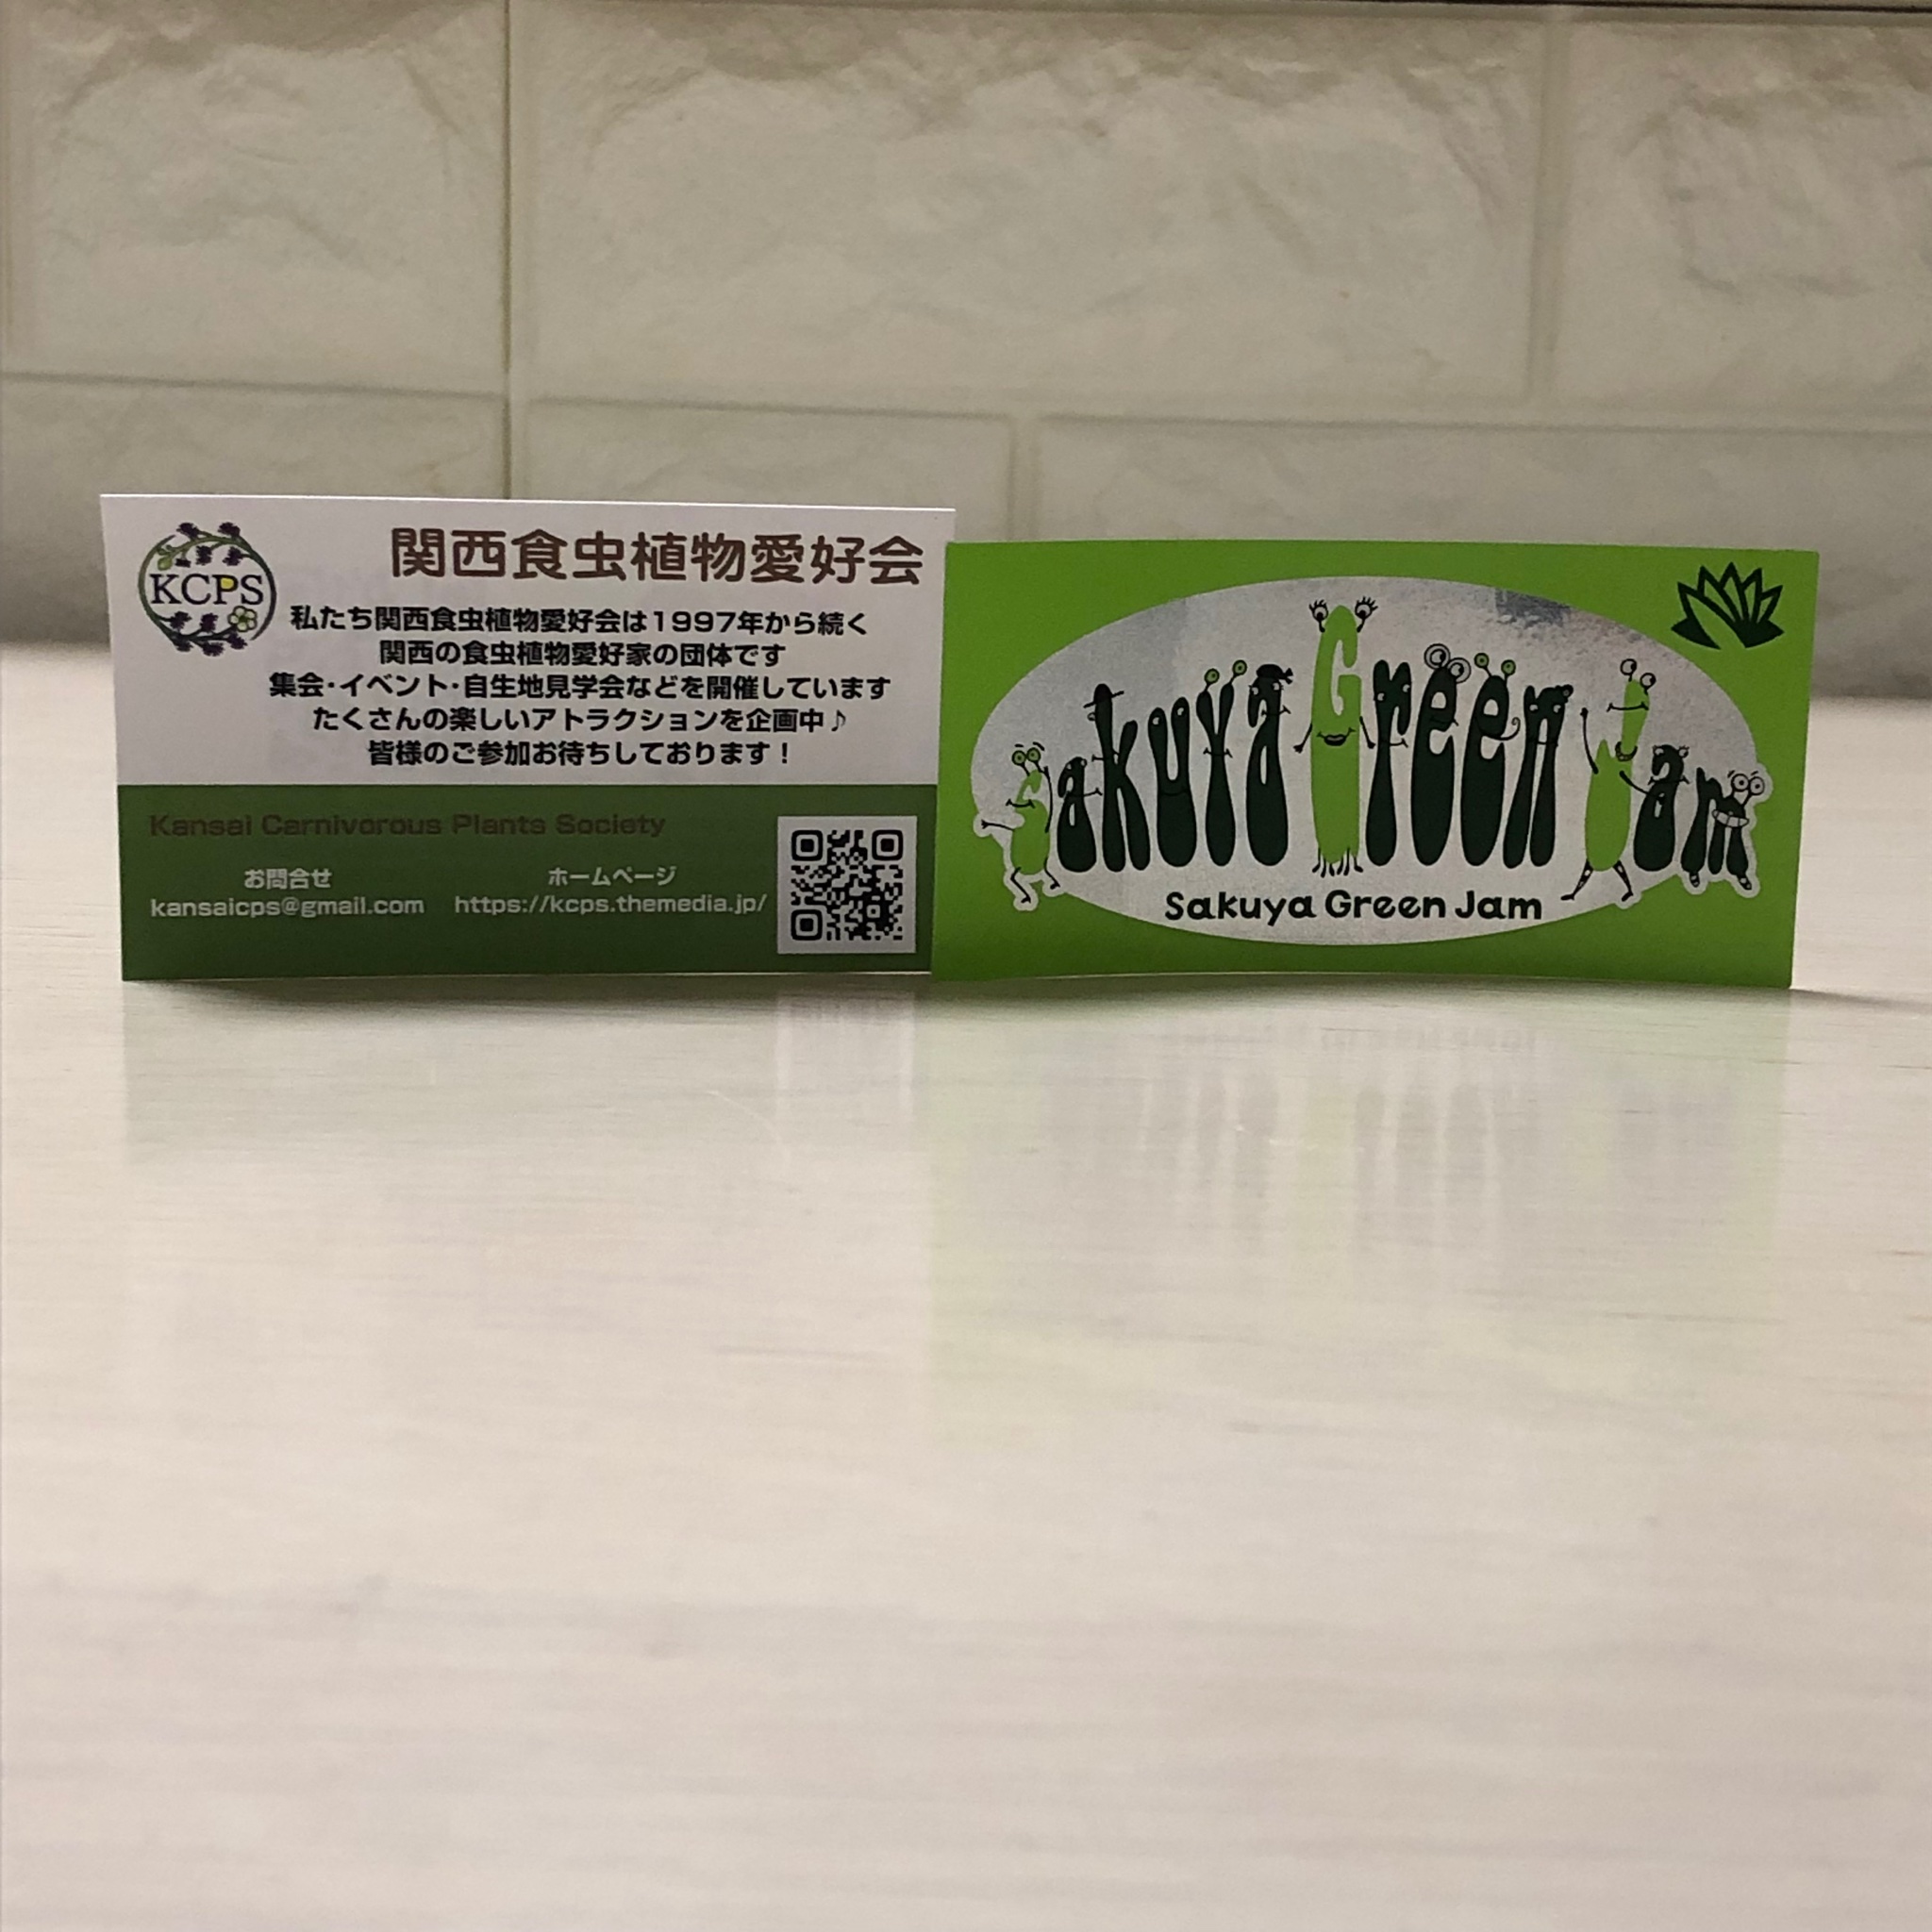 KCPS
関西食虫植物愛好会
私たち関西食虫植物愛好会は1997年から続く
関西の食虫植物愛好家の団体です
集会･イベント･自生地見学会などを開催しています
たくさんの楽しいアトラクションを企画中♪
皆様のご参加お待ちしております！
Kansai Carnivorous Plants Society
お問合せ
kansaicps@gmail.com
ホームページ
https://kcps.themedia.jp/
Sakuya Green Jam
Sakuya Green Jam